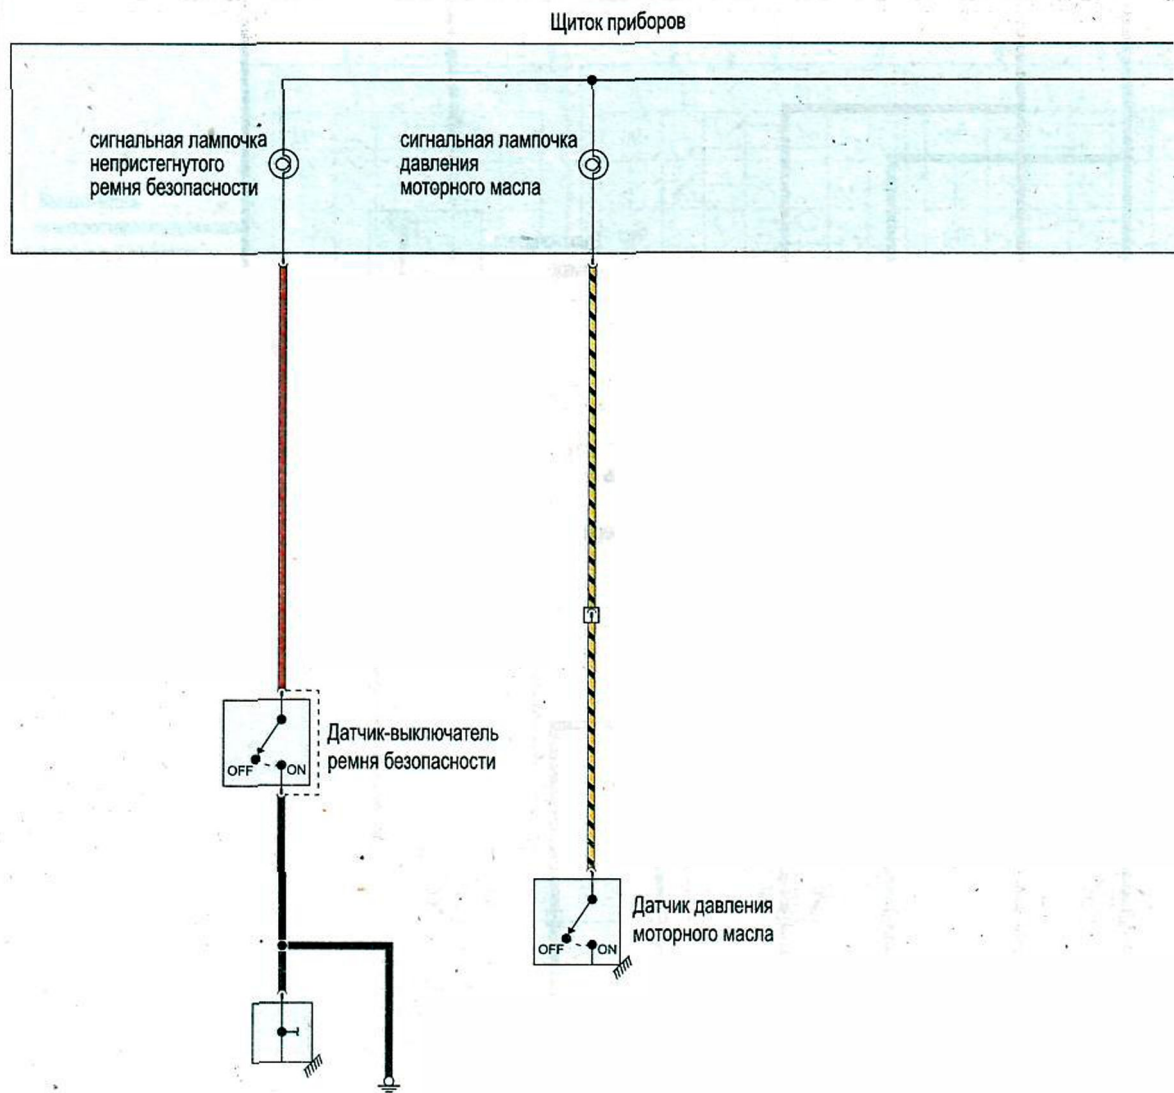 Щиток приборов
сигнальная лампочка
непристегнутого
ремня безопасности
сигнальная лампочка
давления
моторного масла
Датчик-выключатель
ремня безопасности
OFF
ON
Датчик давления
моторного масла
OFF
ON